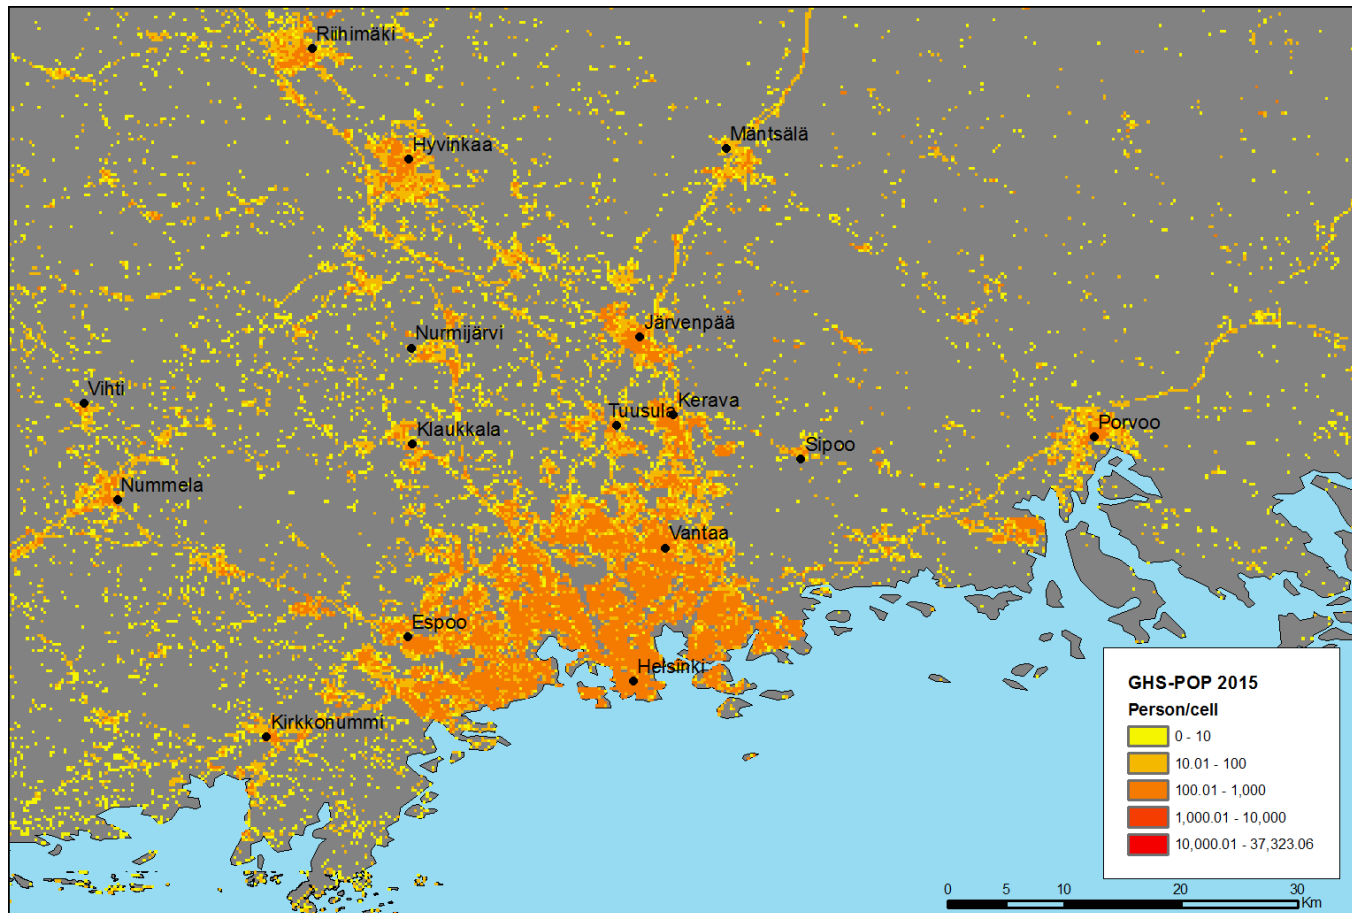 Riihimäki
Mäntsälä
Hyvinkaa
Järvenpää
Nurmijärvi
Vihti
Kerava
Tuusula
Klaukkala
Porvoo
Sipoo
Nummela
Vantaa
Espoo
Helsinki
Kirkkonummi
GHS-POP 2015
Person/cell
0 - 10
10.01 - 100
100.01 - 1,000
1,000.01 - 10,000
10,000.01 - 37,323.06
0 5 10 20 30
Km